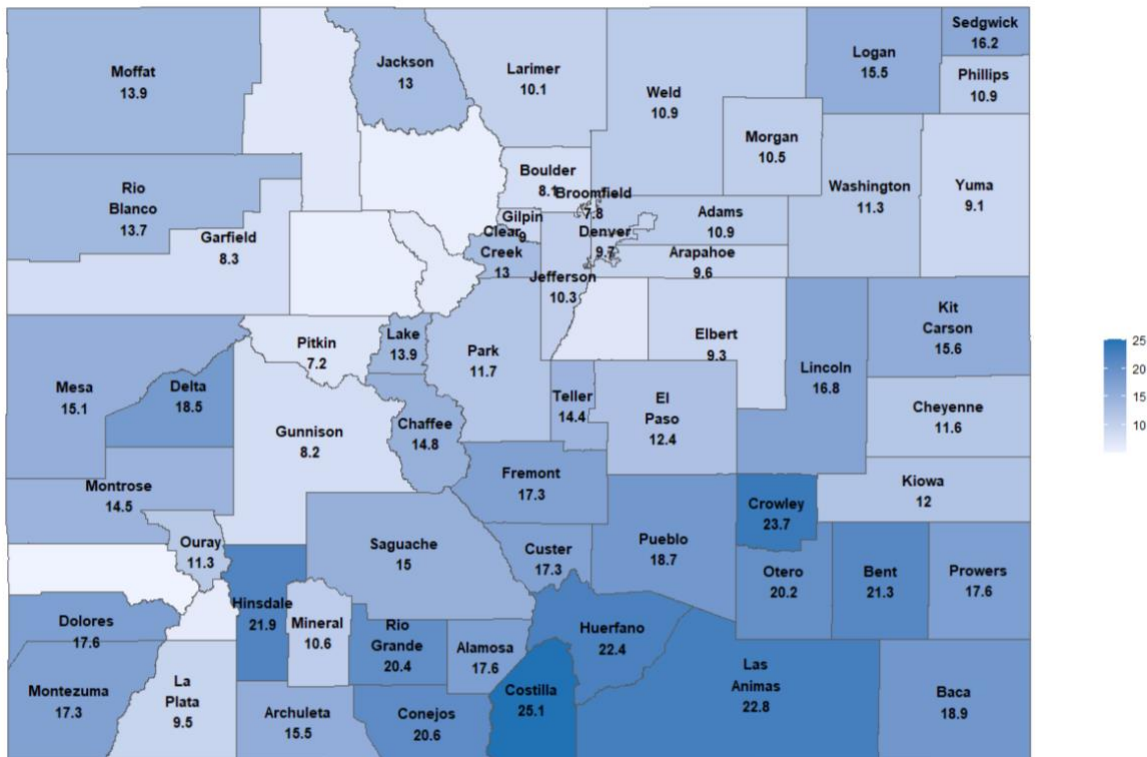 Moffat
13.9
Jackson
13
Larimer
10.1
Weld
10.9
Logan
15.5
Sedgwick
16.2
Phillips
10.9
Morgan
10.5
Rio
Blanco
13.7
Boulder
8.1
Broomfield
7.8
Washington
11.3
Yuma
9.1
Garfield
8.3
Gilpin
9
Clear
Creek
13
Denver
9.7
Adams
10.9
Arapahoe
9.6
Jefferson
10.3
Pitkin
7.2
Lake
13.9
Park
11.7
Elbert
9.3
Lincoln
16.8
Kit
Carson
15.6
Mesa
15.1
Delta
18.5
Gunnison
8.2
Chaffee
14.8
Teller
14.4
El
Paso
12.4
Cheyenne
11.6
Montrose
14.5
Fremont
17.3
Crowley
23.7
Kiowa
12
Ouray
11.3
Saguache
15
Custer
17.3
Pueblo
18.7
Otero
20.2
Bent
21.3
Prowers
17.6
Dolores
17.6
Hinsdale
21.9
Mineral
10.6
Rio
Grande
20.4
Alamosa
17.6
Huerfano
22.4
Montezuma
17.3
La
Plata
9.5
Archuleta
15.5
Conejos
20.6
Costilla
25.1
Las
Animas
22.8
Baca
18.9
25
20
15
10